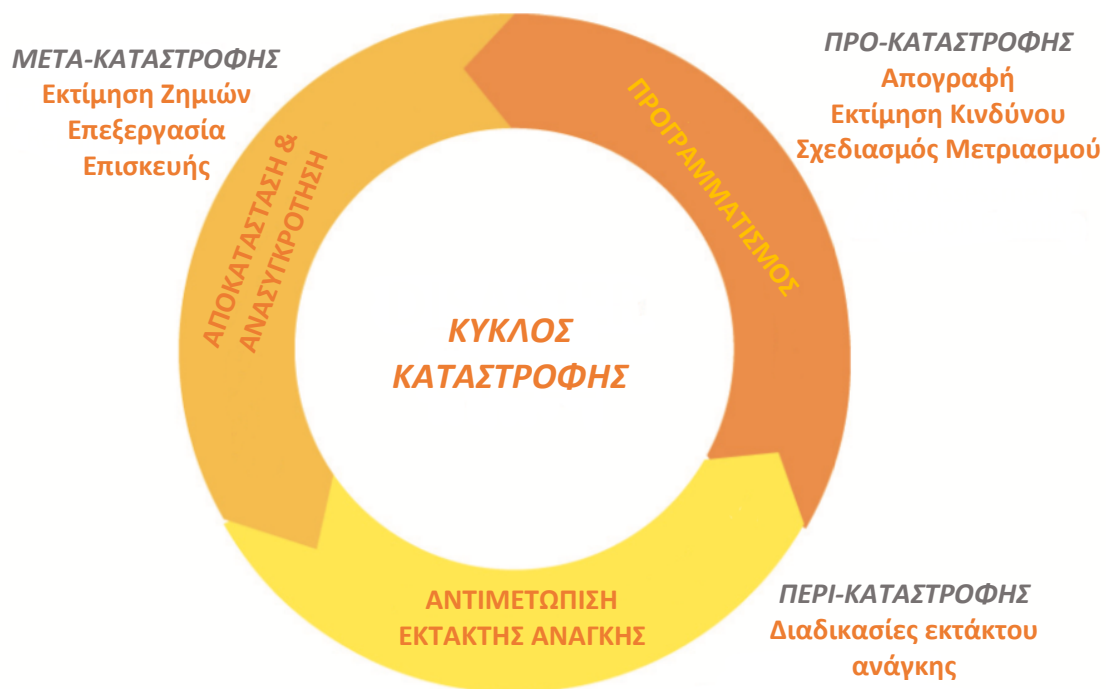 ΜΕΤΑ-ΚΑΤΑΣΤΡΟΦΗΣ
Εκτίμηση Ζημιών
Επεξεργασία
Επισκευής
ΠΡΟ-ΚΑΤΑΣΤΡΟΦΗΣ
Απογραφή
Εκτίμηση Κινδύνου
Σχεδιασμός Μετριασμού
ΑΠΟΚΑΤΑΣΤΑΣΗ &
ΑΝΑΣΥΓΚΡΟΤΗΣΗ
ΠΡΟΓΡΑΜΜΑΤΙΣΜΟΣ
ΚΥΚΛΟΣ
ΚΑΤΑΣΤΡΟΦΗΣ
ΑΝΤΙΜΕΤΩΠΙΣΗ
ΕΚΤΑΚΤΗΣ ΑΝΑΓΚΗΣ
ΠΕΡΙ-ΚΑΤΑΣΤΡΟΦΗΣ
Διαδικασίες εκτάκτου
ανάγκης